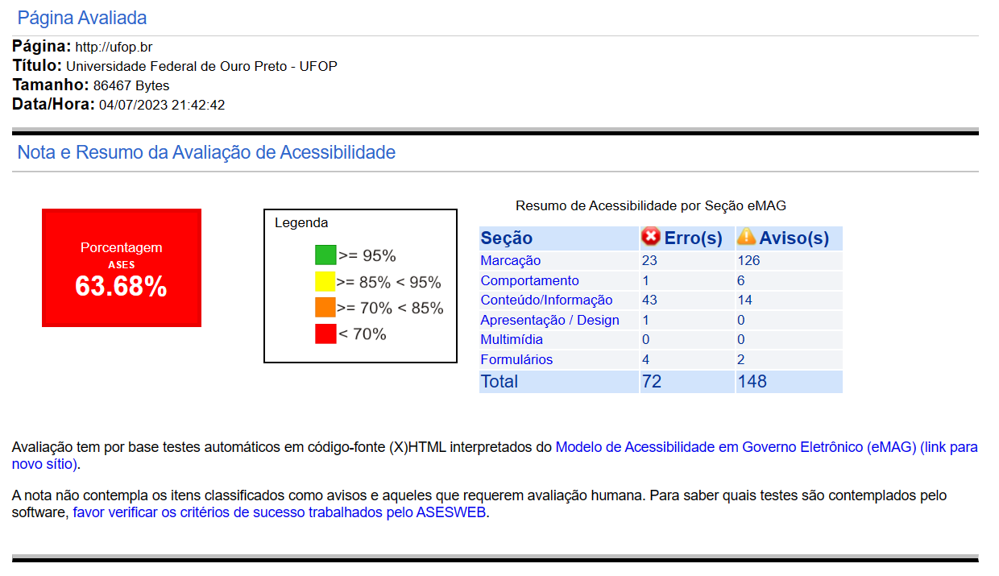 Página Avaliada
Página: http://ufop.br
Título: Universidade Federal de Ouro Preto - UFOP
Tamanho: 86467 Bytes
Data/Hora: 04/07/2023 21:42:42
Nota e Resumo da Avaliação de Acessibilidade
Porcentagem
ASES
63.68%
Legenda
>= 95%
>= 85% < 95%
>= 70% < 85%
< 70%
Resumo de Acessibilidade por Seção eMAG
Seção Erro(s) Aviso(s)
Marcação 23 126
Comportamento 1 6
Conteúdo/Informação 43 14
Apresentação / Design 1 0
Multimídia 0 0
Formulários 4 2
Total 72 148
Avaliação tem por base testes automáticos em código-fonte (X)HTML interpretados do Modelo de Acessibilidade em Governo Eletrônico (eMAG) (link para
novo sítio).
A nota não contempla os itens classificados como avisos e aqueles que requerem avaliação humana. Para saber quais testes são contemplados pelo
software, favor verificar os critérios de sucesso trabalhados pelo ASESWEB.